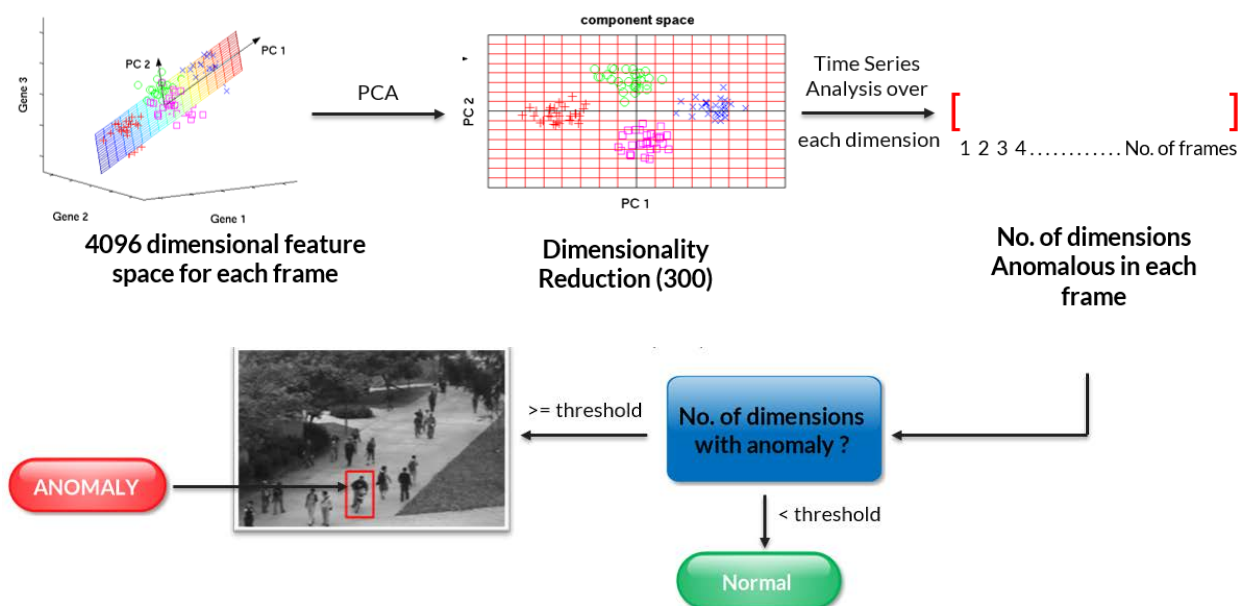 Gene 3
PC 2
PC 1
Gene 2
Gene 1
4096 dimensional feature
space for each frame
PCA
component space
PC 2
PC 1
Dimensionality
Reduction (300)
Time Series
Analysis over
each dimension
[ ]
1 2 3 4 . . . . . . . . . . . . No. of frames
No. of dimensions
Anomalous in each
frame
ANOMALY
>= threshold
No. of dimensions
with anomaly ?
< threshold
Normal